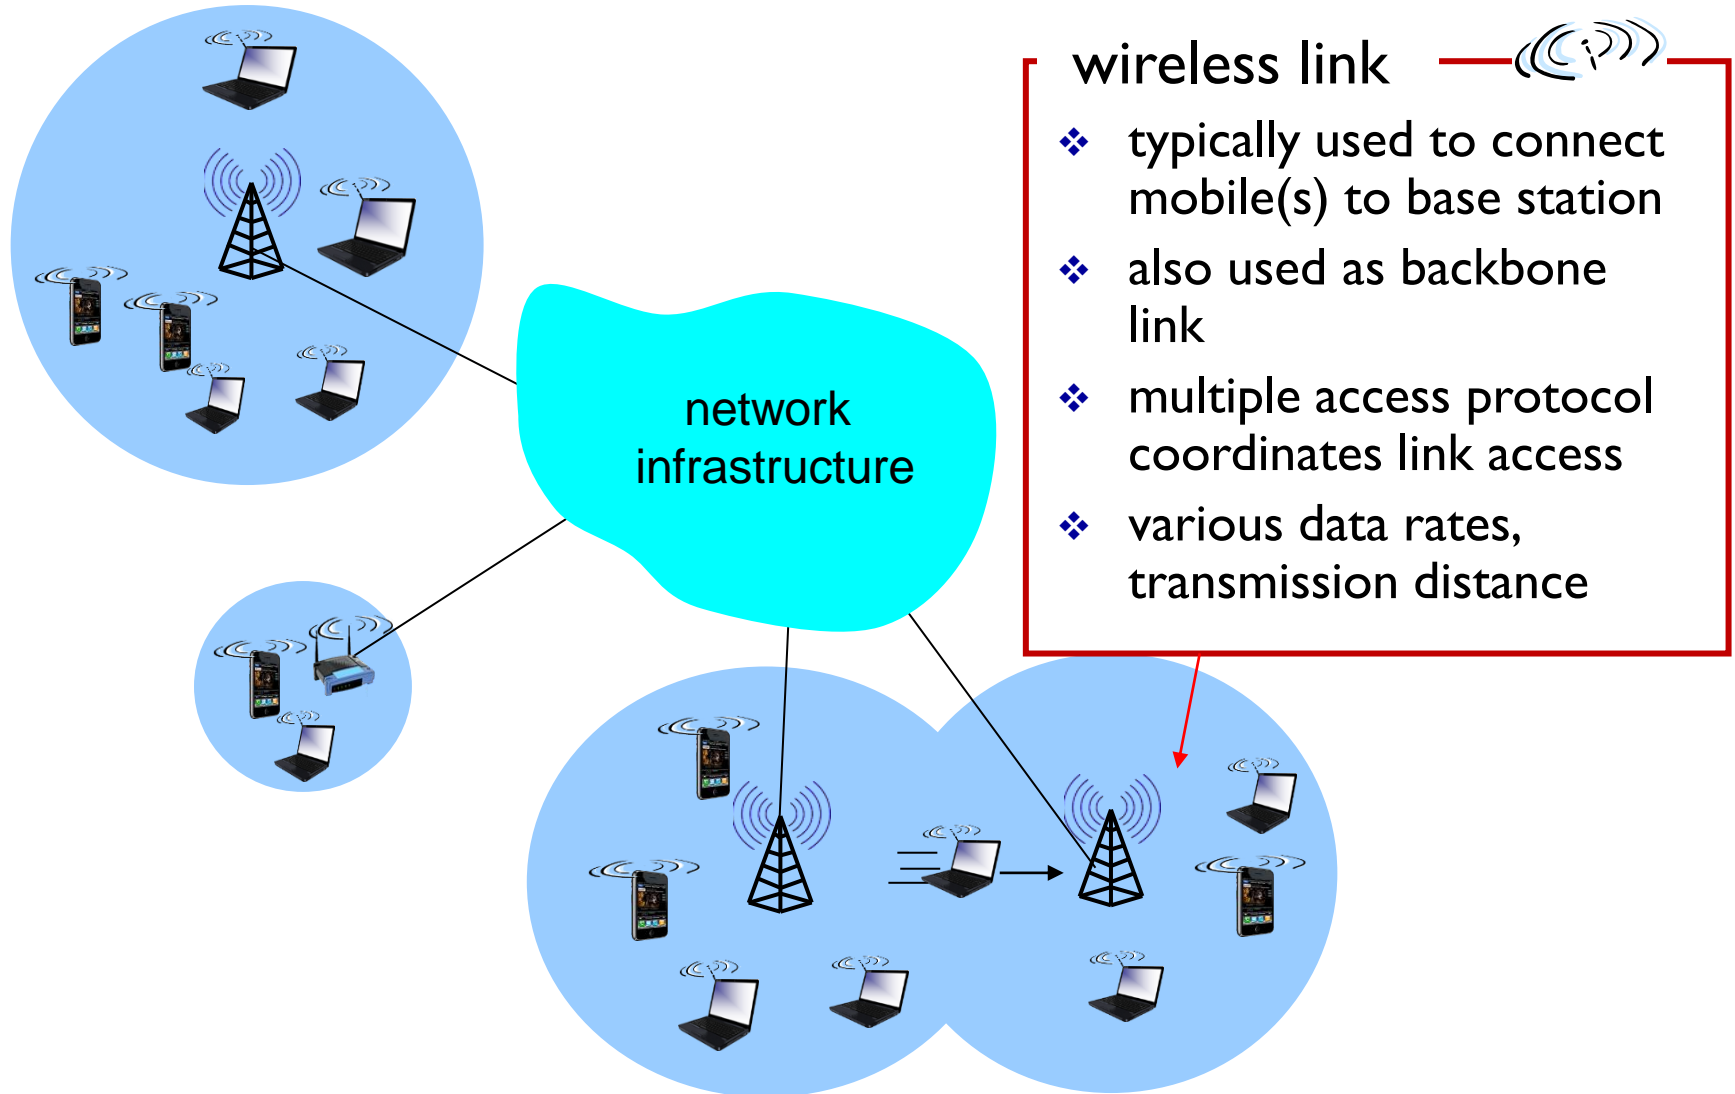 wireless link
❖ typically used to connect
mobile(s) to base station
❖ also used as backbone
link
❖ multiple access protocol
coordinates link access
❖ various data rates,
transmission distance
network
infrastructure